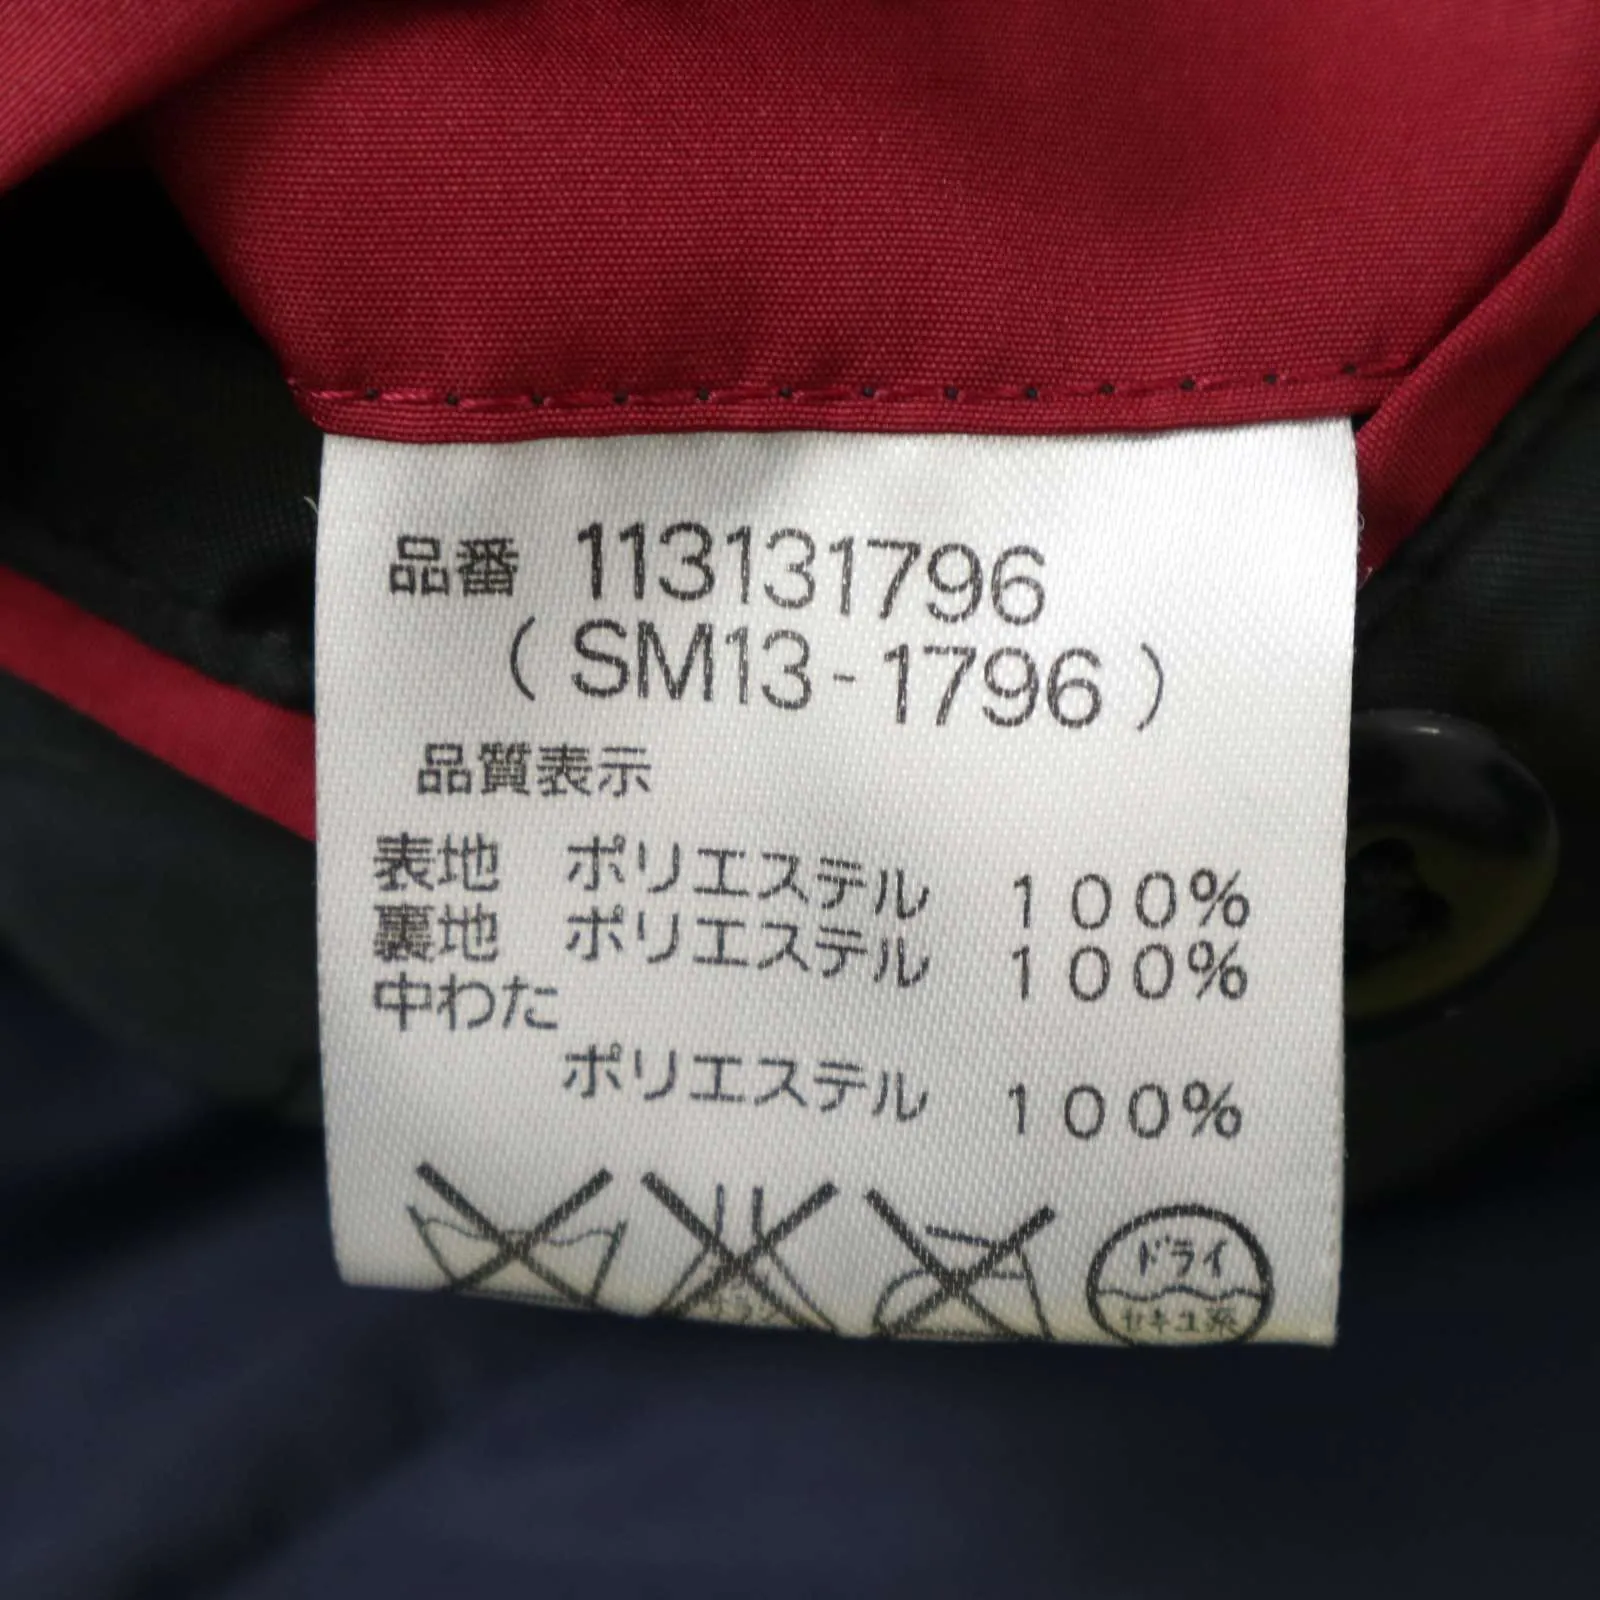 品番 113131796
( SM13-1796 )
品質表示
表地 ポリエステル 100%
裏地 ポリエステル 100%
中わた
ポリエステル 100%
ドライ
セキユ系